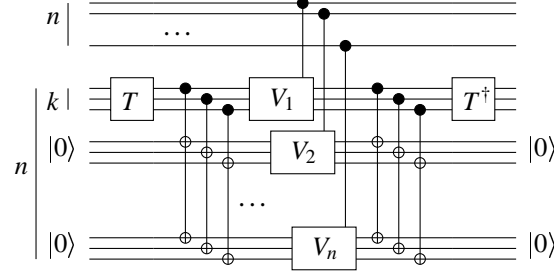 n
...
k T V₁ T†
|0⟩ V₂ |0⟩
n
...
|0⟩ Vₙ |0⟩